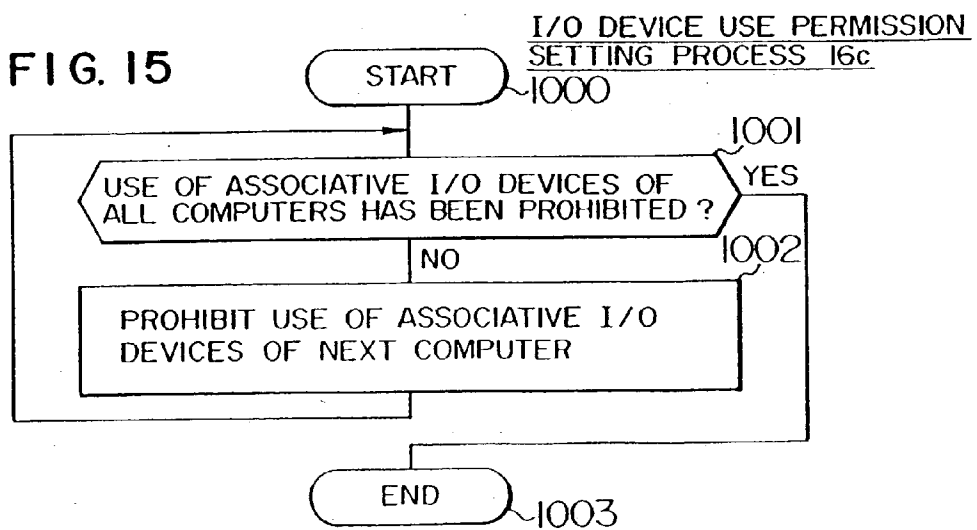 FIG. 15
I/O DEVICE USE PERMISSION
SETTING PROCESS 16c
START
1000
1001
USE OF ASSOCIATIVE I/O DEVICES OF
ALL COMPUTERS HAS BEEN PROHIBITED ?
YES
NO
1002
PROHIBIT USE OF ASSOCIATIVE I/O
DEVICES OF NEXT COMPUTER
END
1003